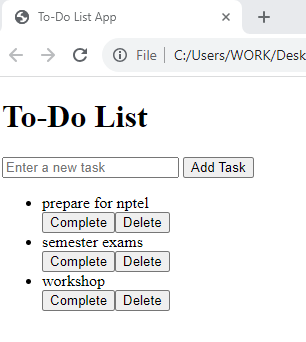 To-Do List App
File C:/Users/WORK/Desk
To-Do List
Enter a new task Add Task
prepare for nptel
Complete Delete
semester exams
Complete Delete
workshop
Complete Delete